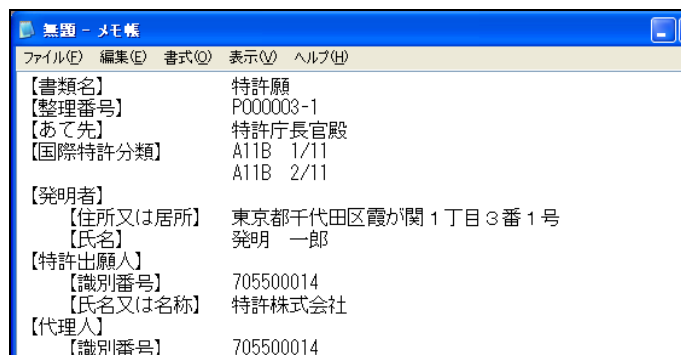 無題 - メモ帳
ファイル(F) 編集(E) 書式(O) 表示(V) ヘルプ(H)
【書類名】 特許願
【整理番号】 P000003-1
【あて先】 特許庁長官殿
【国際特許分類】 A11B 1/11
A11B 2/11
【発明者】
【住所又は居所】 東京都千代田区霞が関1丁目3番1号
【氏名】 発明 一郎
【特許出願人】
【識別番号】 705500014
【氏名又は名称】 特許株式会社
【代理人】
【識別番号】 705500014